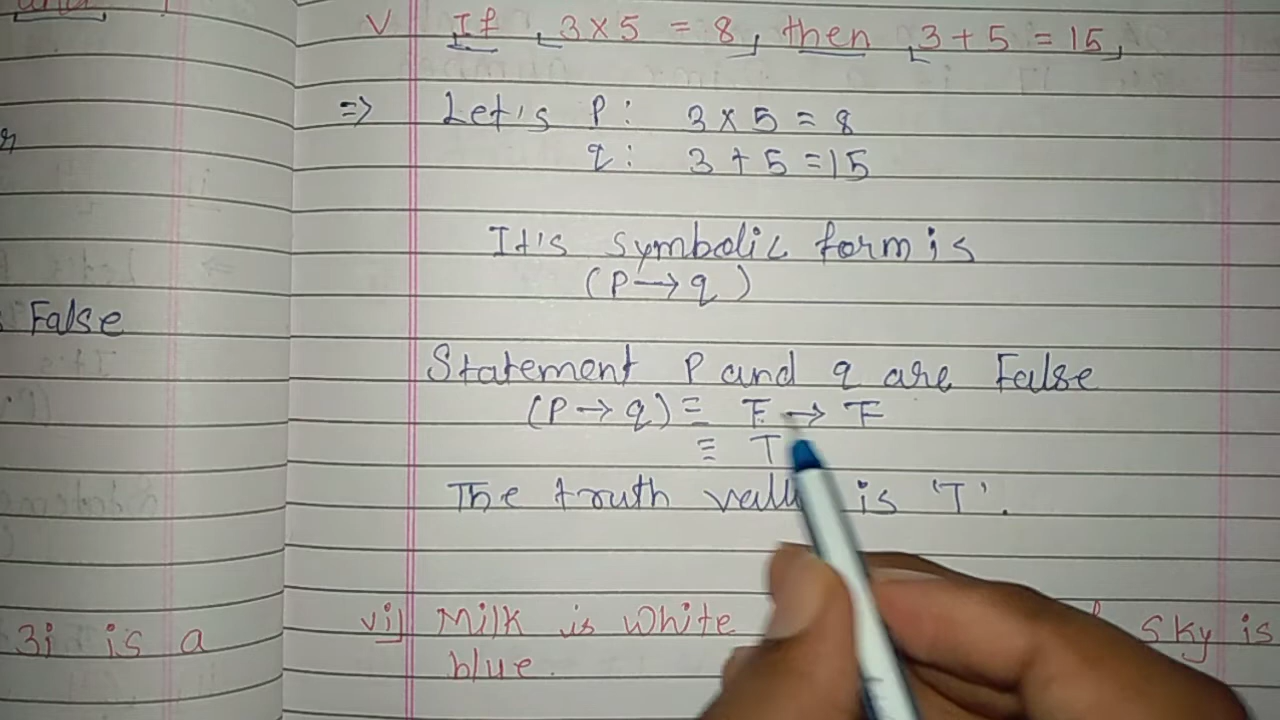 False
3i is a
V If 3×5 = 8, then 3+5 = 15,
=> Let's P: 3×5 = 8
q: 3+5 =15
It's symbolic form is
(P→q)
Statement P and q are False
(P→q) ≡ F → F
≡ T
The truth value is 'T'.
vi) Milk is white
sky is
blue.